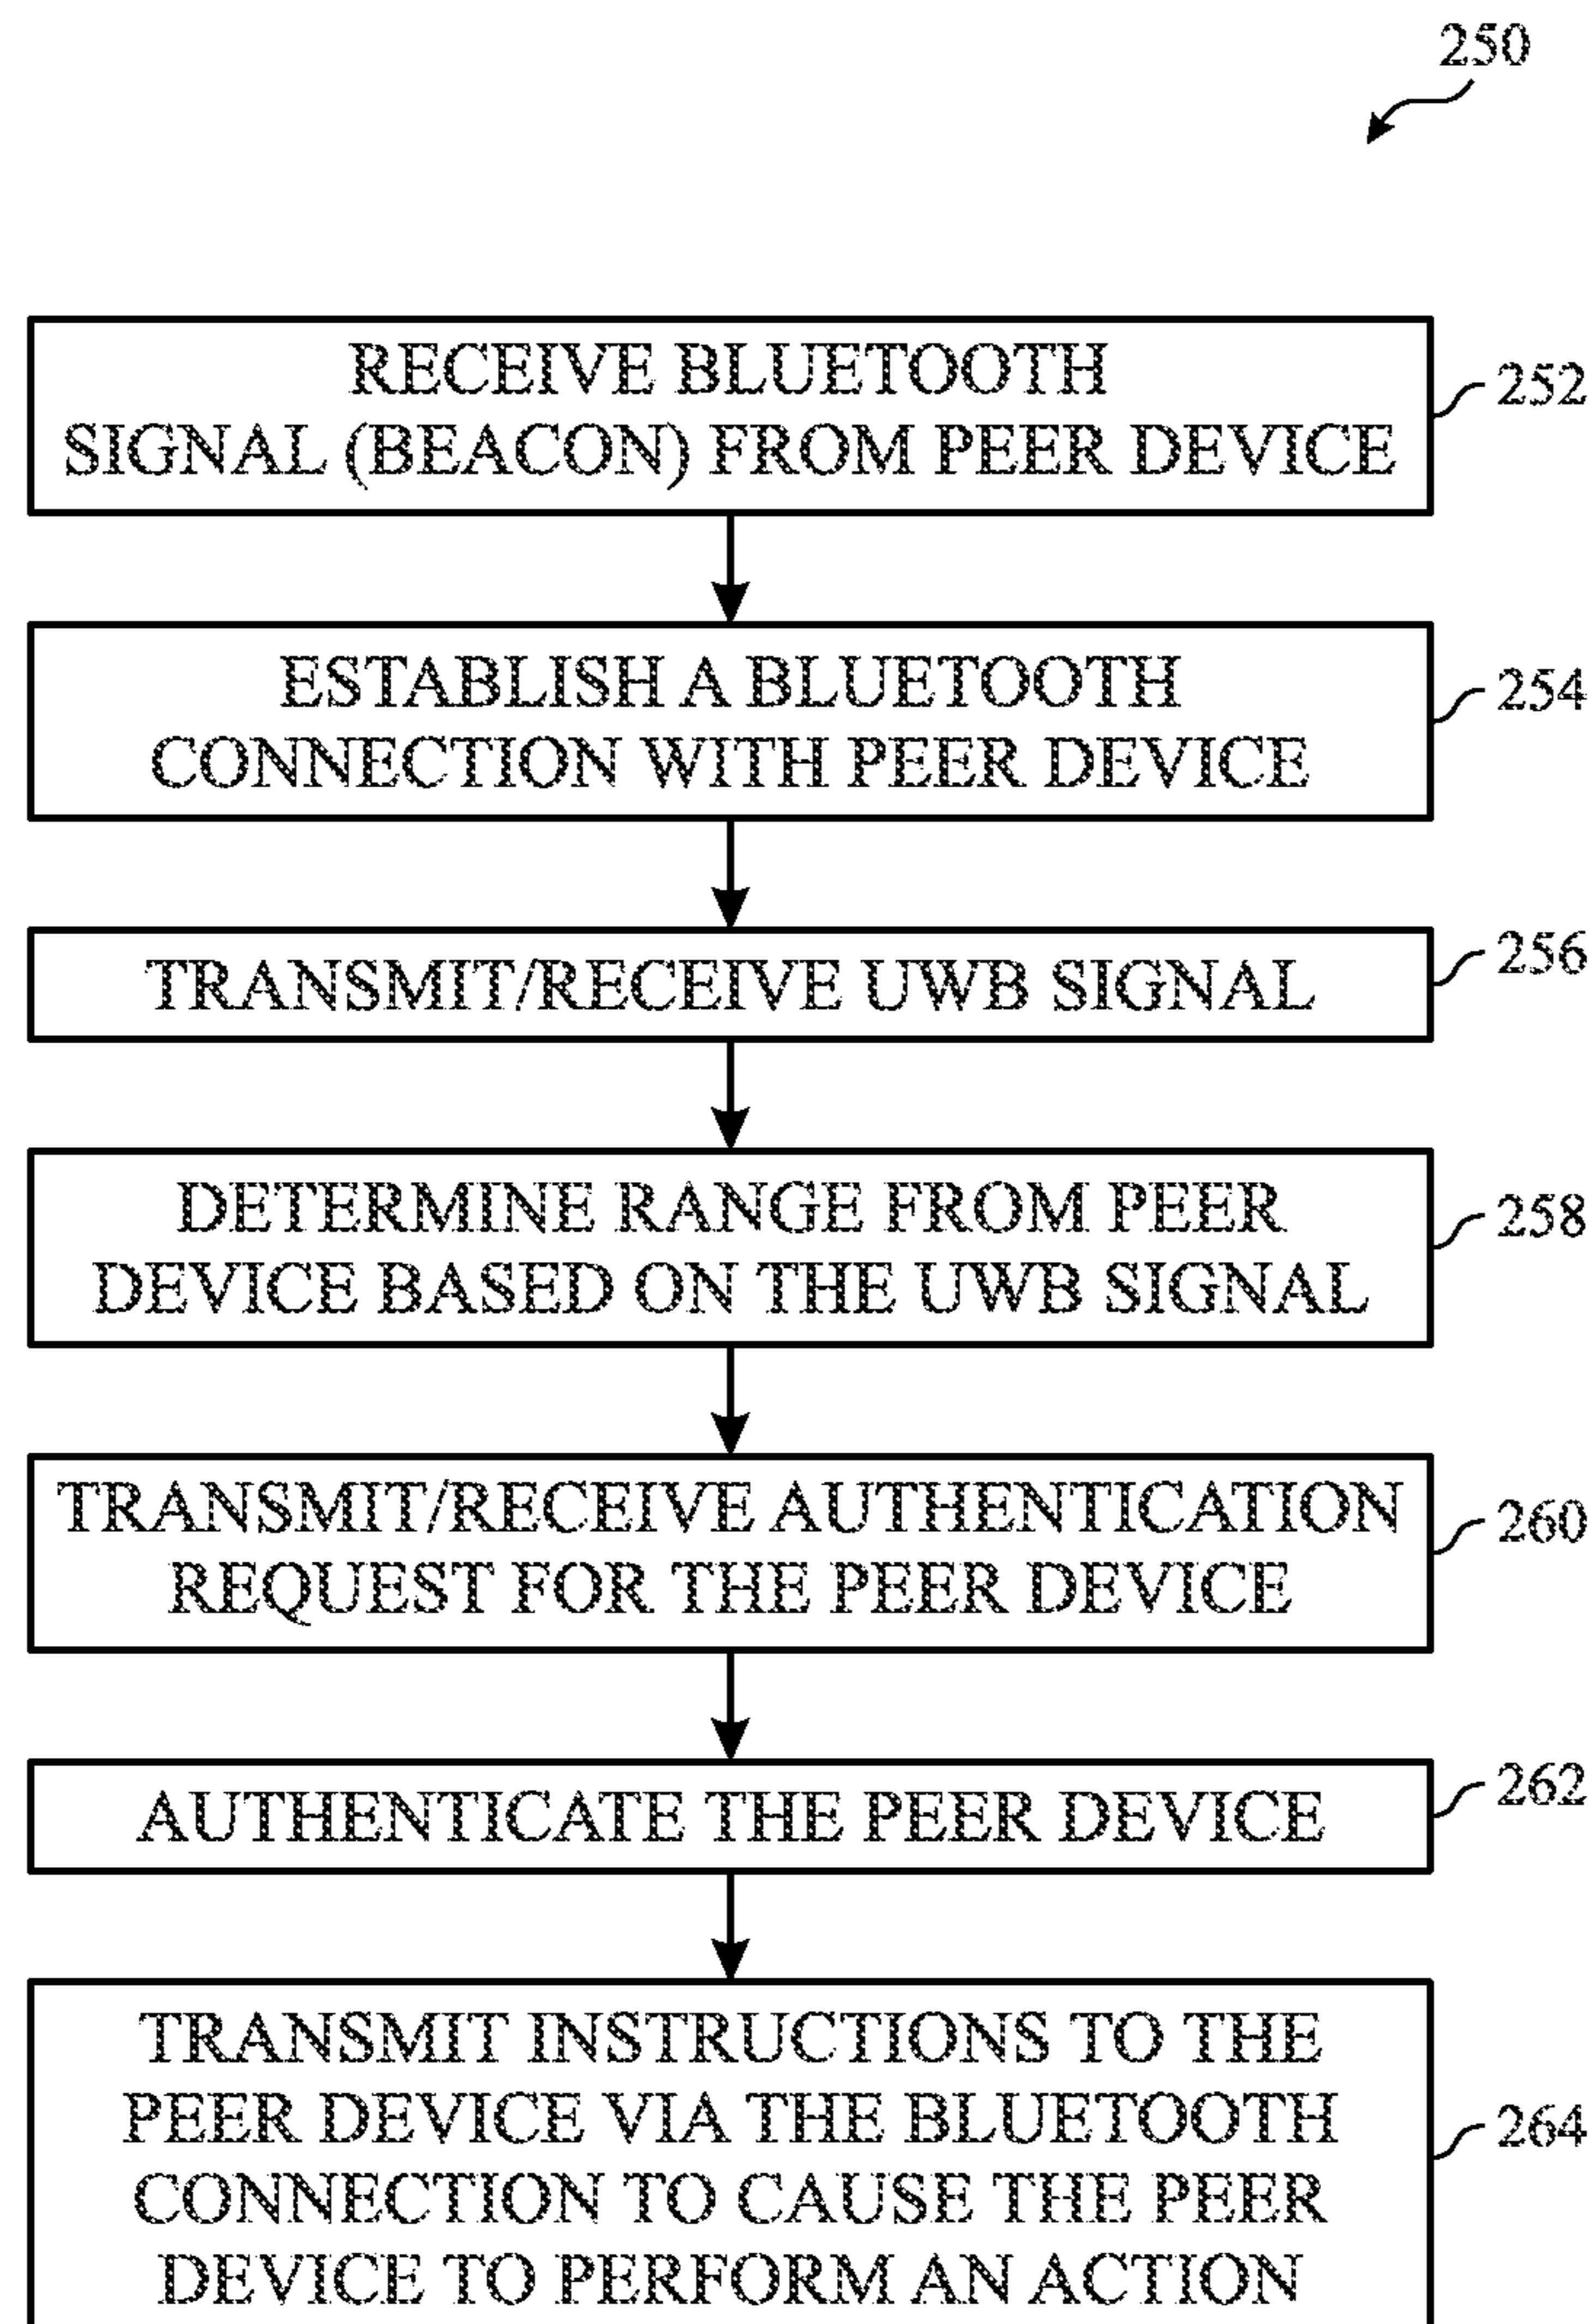 250
RECEIVE BLUETOOTH
SIGNAL (BEACON) FROM PEER DEVICE
252
ESTABLISH A BLUETOOTH
CONNECTION WITH PEER DEVICE
254
TRANSMIT/RECEIVE UWB SIGNAL
256
DETERMINE RANGE FROM PEER
DEVICE BASED ON THE UWB SIGNAL
258
TRANSMIT/RECEIVE AUTHENTICATION
REQUEST FOR THE PEER DEVICE
260
AUTHENTICATE THE PEER DEVICE
262
TRANSMIT INSTRUCTIONS TO THE
PEER DEVICE VIA THE BLUETOOTH
CONNECTION TO CAUSE THE PEER
DEVICE TO PERFORM AN ACTION
264